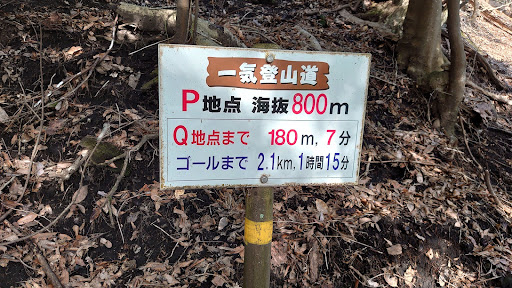 一氣登山道
P地点 海抜800m
Q地点まで 180m, 7分
ゴールまで 2.1km, 1時間15分